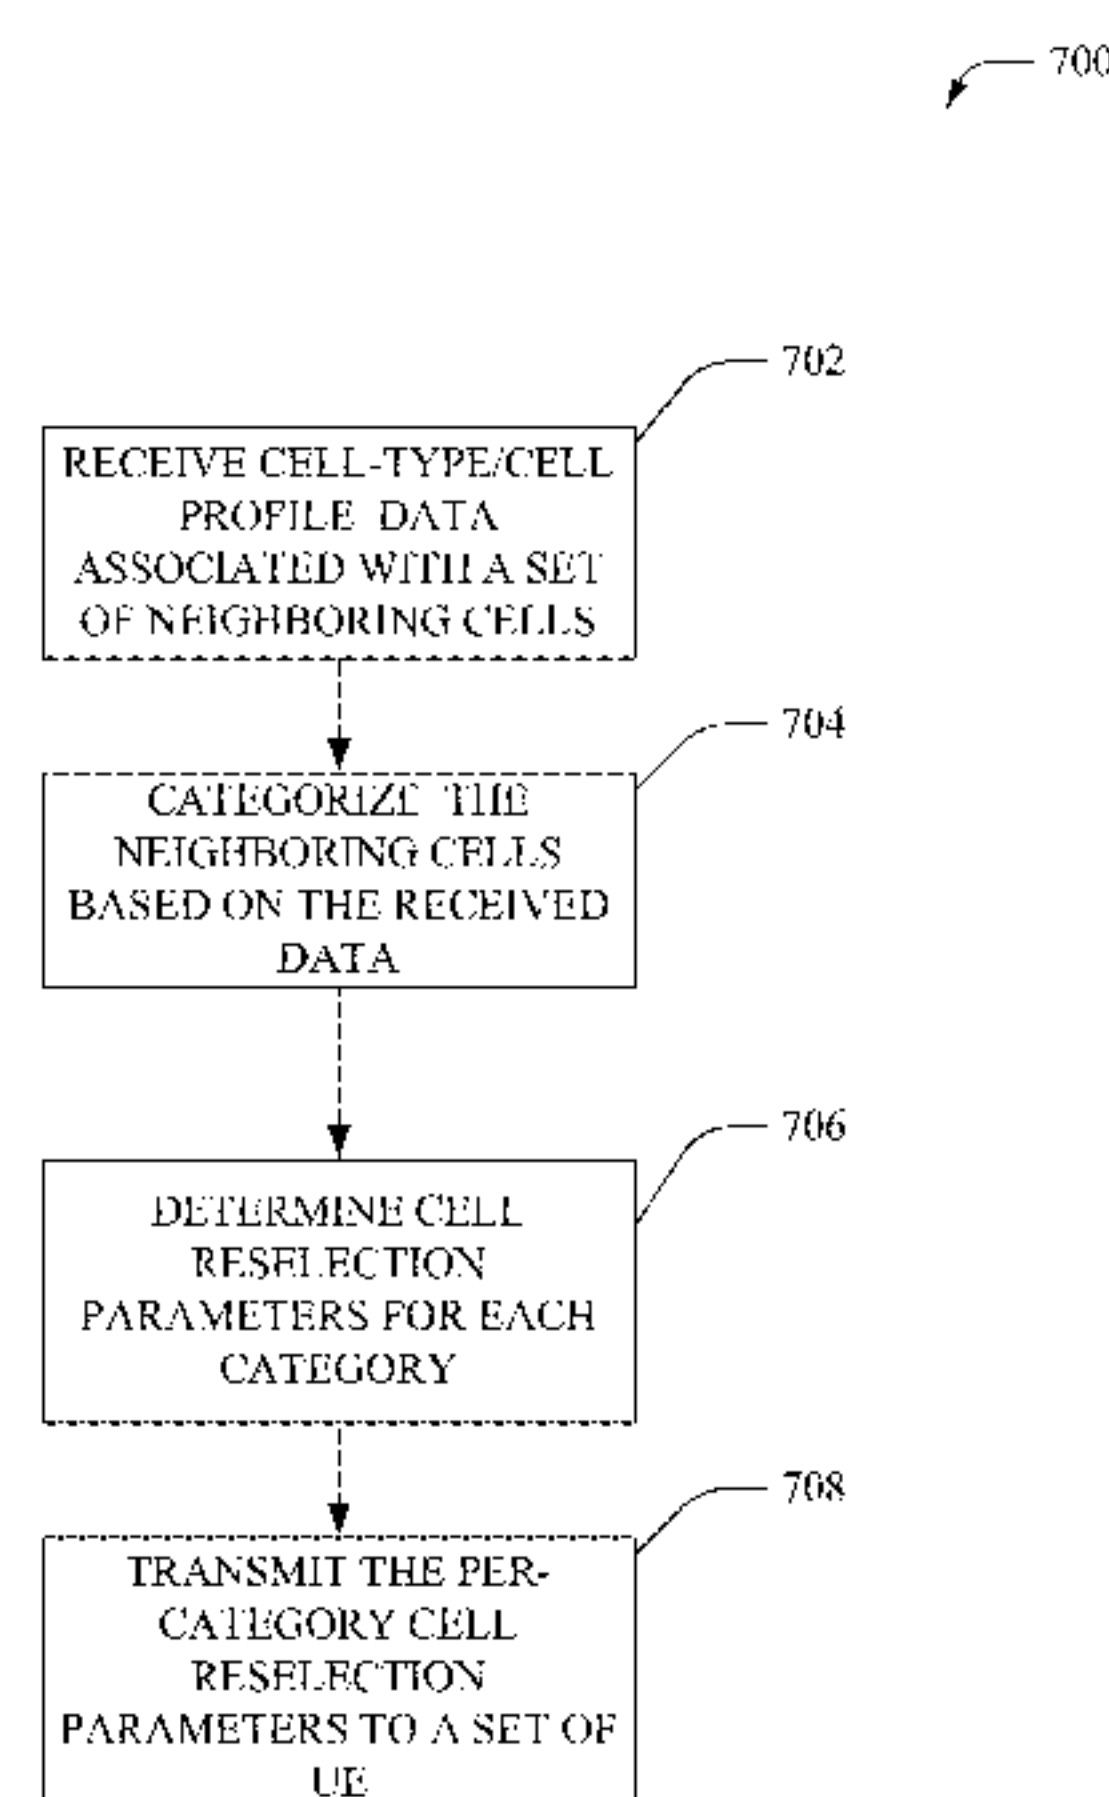 700
702
RECEIVE CELL-TYPE/CELL
PROFILE DATA
ASSOCIATED WITH A SET
OF NEIGHBORING CELLS
704
CATEGORIZE THE
NEIGHBORING CELLS
BASED ON THE RECEIVED
DATA
706
DETERMINE CELL
RESELECTION
PARAMETERS FOR EACH
CATEGORY
708
TRANSMIT THE PER-
CATEGORY CELL
RESELECTION
PARAMETERS TO A SET OF
UE